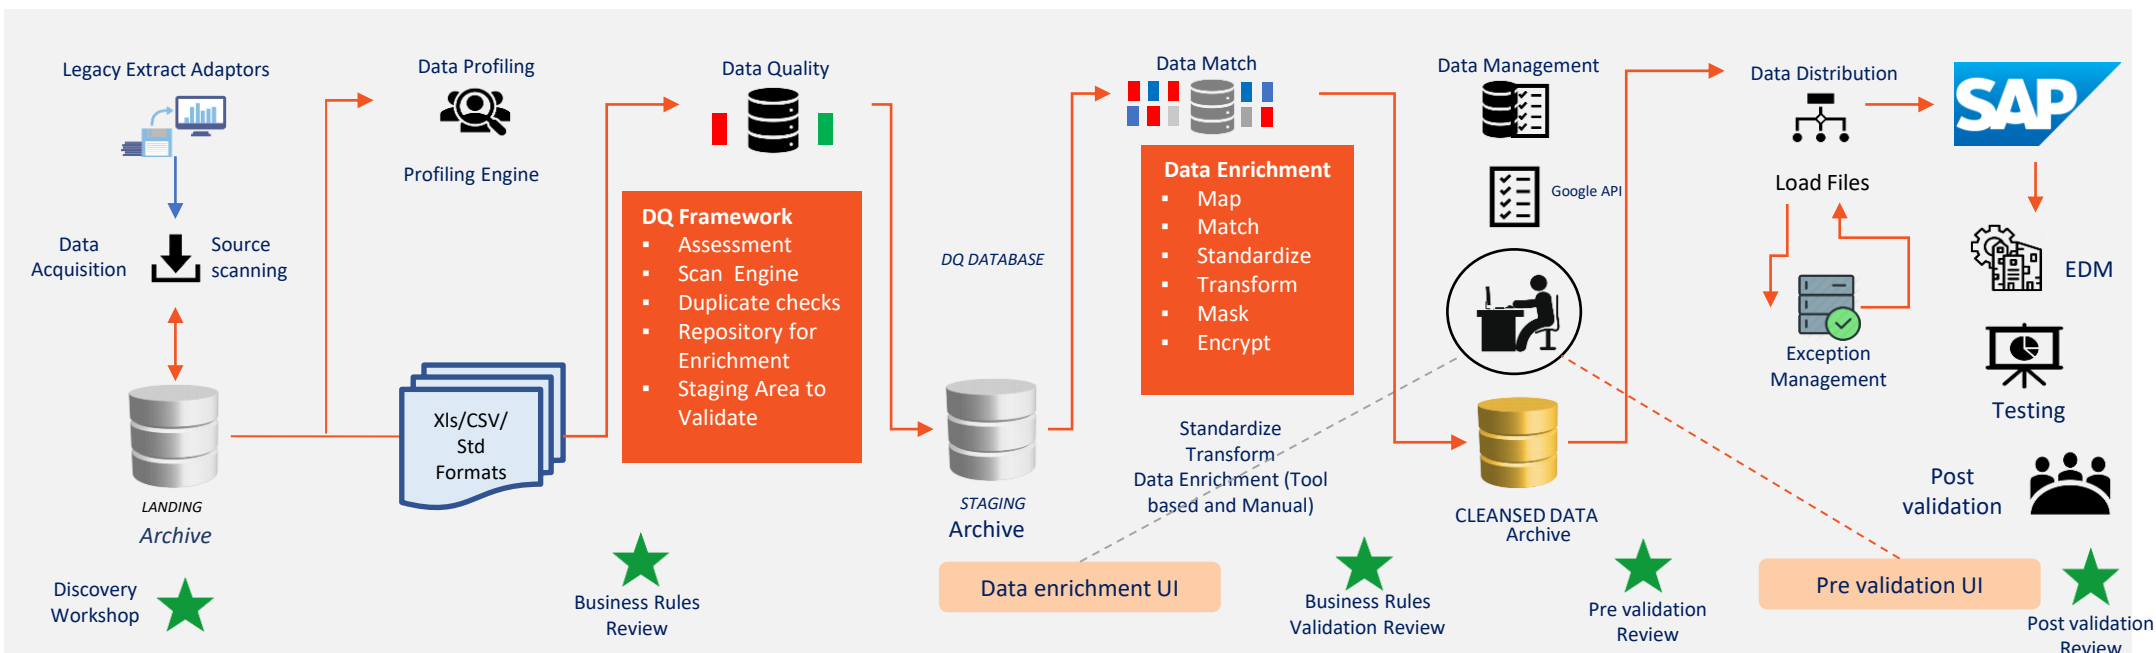 Legacy Extract Adaptors
Data
Acquisition
Source
scanning
LANDING
Archive
Discovery
Workshop
Data Profiling
Profiling Engine
Xls/CSV/
Std
Formats
Data Quality
DQ Framework
▪ Assessment
▪ Scan Engine
▪ Duplicate checks
▪ Repository for
Enrichment
▪ Staging Area to
Validate
Business Rules
Review
DQ DATABASE
STAGING
Archive
Data Match
Data Enrichment
▪ Map
▪ Match
▪ Standardize
▪ Transform
▪ Mask
▪ Encrypt
Standardize
Transform
Data Enrichment (Tool
based and Manual)
Data enrichment UI
Business Rules
Validation Review
Data Management
Google API
CLEANSED DATA
Archive
Pre validation
Review
Data Distribution
Load Files
Exception
Management
Pre validation UI
SAP
EDM
Testing
Post
validation
Post validation
Review